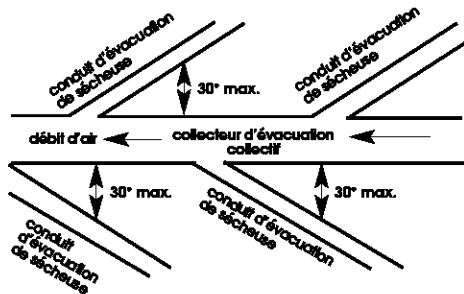 conduit d'évacuation
de sécheuse
conduit d'évacuation
de sécheuse
30° max.
débit d'air
collecteur d'évacuation
collectif
30° max.
30° max.
conduit
d'évacuation
de sécheuse
conduit d'évacuation
de sécheuse